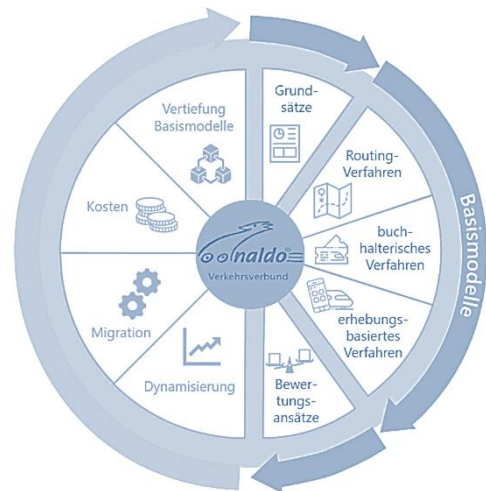 Grund-
sätze
Routing-
Verfahren
buch-
halterisches
Verfahren
erhebungs-
basiertes
Verfahren
Bewer-
tungs-
ansätze
Dynamisierung
Migration
Kosten
Vertiefung
Basismodelle
naldo
Verkehrsverbund
Basismodelle